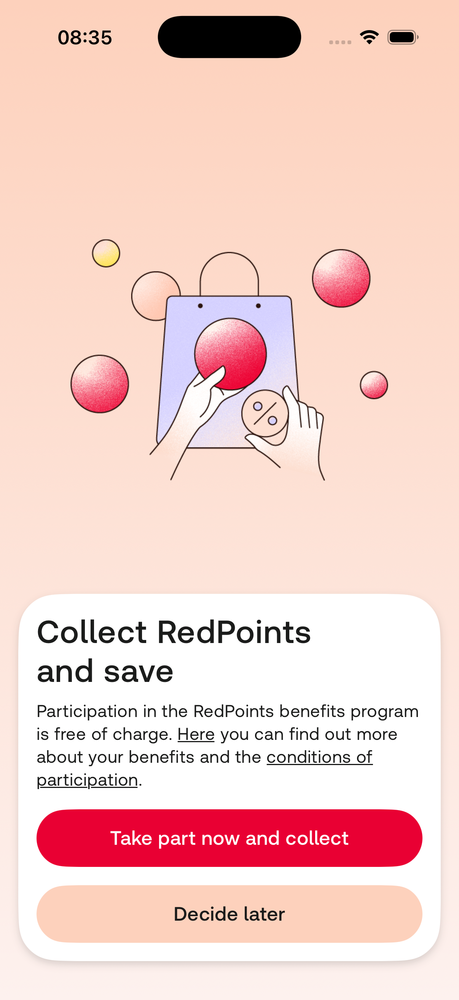 08:35
Collect RedPoints
and save
Participation in the RedPoints benefits program
is free of charge. Here you can find out more
about your benefits and the conditions of
participation.
Take part now and collect
Decide later